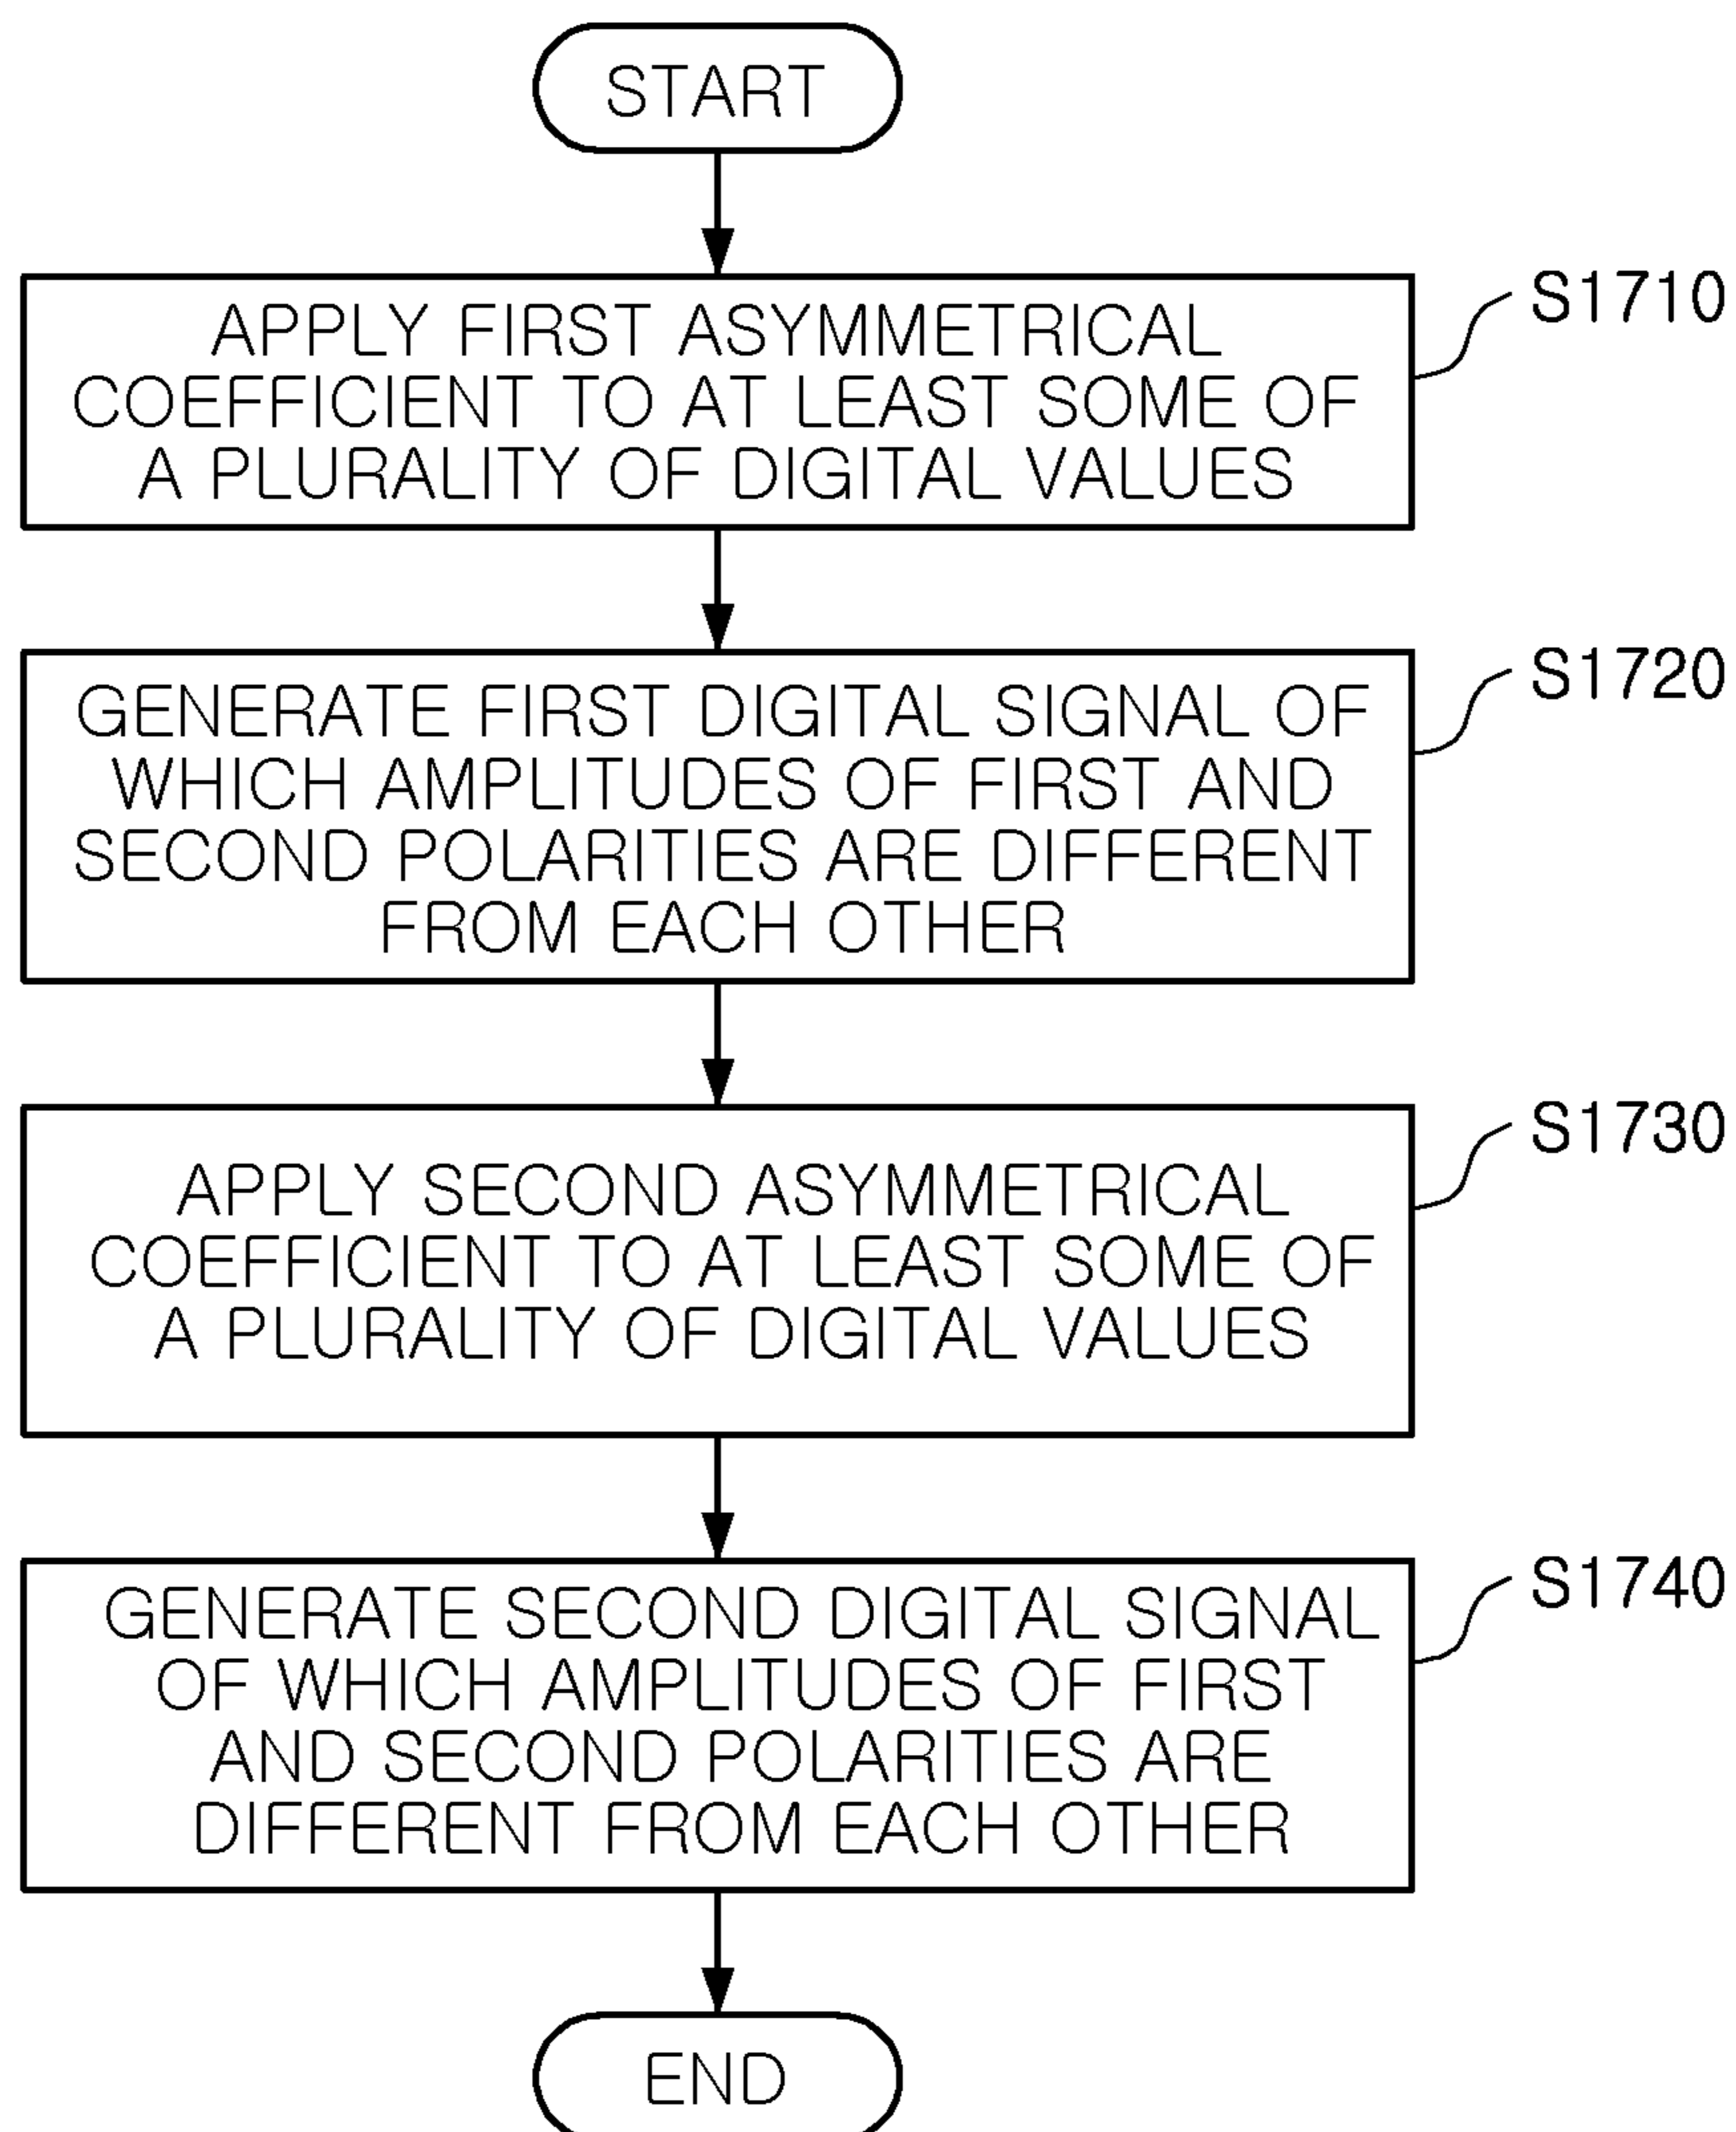 START
APPLY FIRST ASYMMETRICAL
COEFFICIENT TO AT LEAST SOME OF
A PLURALITY OF DIGITAL VALUES
S1710
GENERATE FIRST DIGITAL SIGNAL OF
WHICH AMPLITUDES OF FIRST AND
SECOND POLARITIES ARE DIFFERENT
FROM EACH OTHER
S1720
APPLY SECOND ASYMMETRICAL
COEFFICIENT TO AT LEAST SOME OF
A PLURALITY OF DIGITAL VALUES
S1730
GENERATE SECOND DIGITAL SIGNAL
OF WHICH AMPLITUDES OF FIRST
AND SECOND POLARITIES ARE
DIFFERENT FROM EACH OTHER
S1740
END